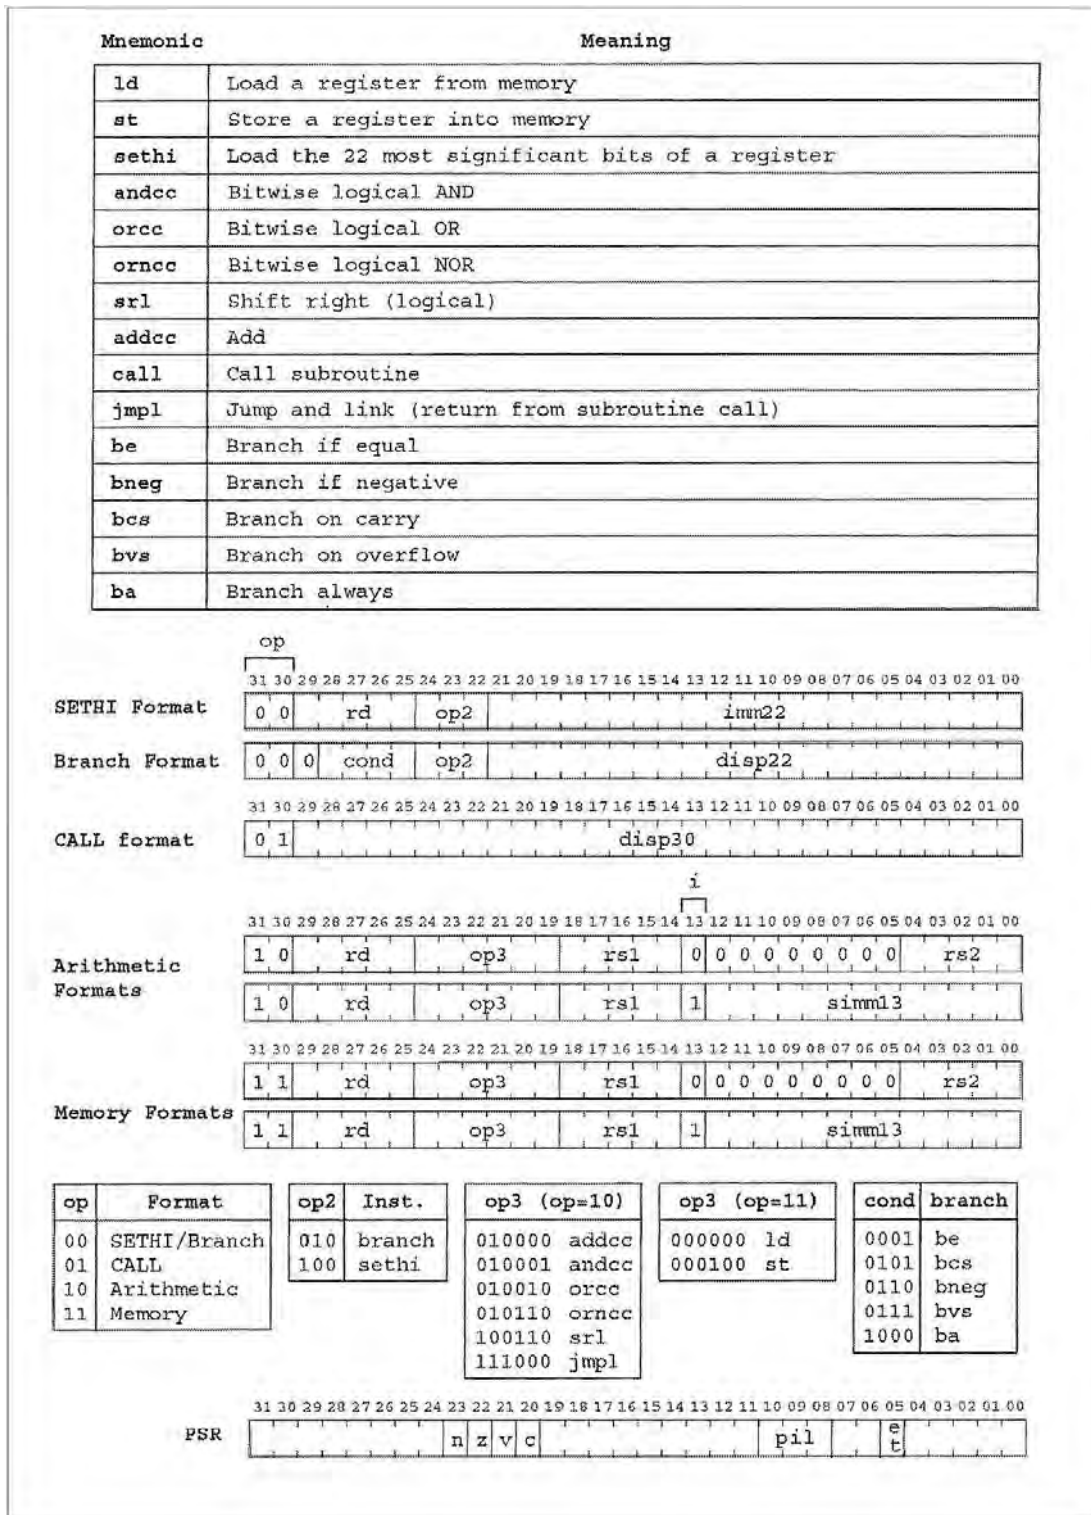 Mnemonic Meaning
ld Load a register from memory
st Store a register into memory
sethi Load the 22 most significant bits of a register
andcc Bitwise logical AND
orcc Bitwise logical OR
orncc Bitwise logical NOR
srl Shift right (logical)
addcc Add
call Call subroutine
jmpl Jump and link (return from subroutine call)
be Branch if equal
bneg Branch if negative
bcs Branch on carry
bvs Branch on overflow
ba Branch always
op
31 30 29 28 27 26 25 24 23 22 21 20 19 18 17 16 15 14 13 12 11 10 09 08 07 06 05 04 03 02 01 00
SETHI Format 0 0 rd op2 imm22
Branch Format 0 0 0 cond op2 disp22
31 30 29 28 27 26 25 24 23 22 21 20 19 18 17 16 15 14 13 12 11 10 09 08 07 06 05 04 03 02 01 00
CALL format 0 1 disp30
i
31 30 29 28 27 26 25 24 23 22 21 20 19 18 17 16 15 14 13 12 11 10 09 08 07 06 05 04 03 02 01 00
Arithmetic Formats 1 0 rd op3 rs1 0 0 0 0 0 0 0 0 0 rs2
1 0 rd op3 rs1 1 simm13
31 30 29 28 27 26 25 24 23 22 21 20 19 18 17 16 15 14 13 12 11 10 09 08 07 06 05 04 03 02 01 00
Memory Formats 1 1 rd op3 rs1 0 0 0 0 0 0 0 0 0 rs2
1 1 rd op3 rs1 1 simm13
op Format
00 SETHI/Branch
01 CALL
10 Arithmetic
11 Memory
op2 Inst.
010 branch
100 sethi
op3 (op=10)
010000 addcc
010001 andcc
010010 orcc
010110 orncc
100110 srl
111000 jmpl
op3 (op=11)
000000 ld
000100 st
cond branch
0001 be
0101 bcs
0110 bneg
0111 bvs
1000 ba
31 30 29 28 27 26 25 24 23 22 21 20 19 18 17 16 15 14 13 12 11 10 09 08 07 06 05 04 03 02 01 00
PSR n z v c pil et